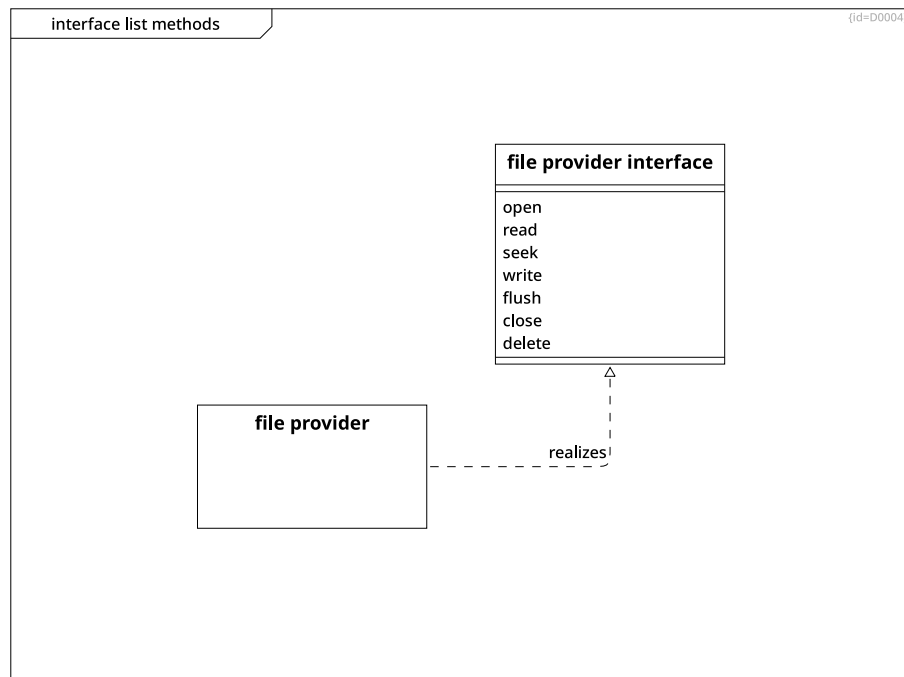 interface list methods
{id=D0004
file provider interface
open
read
seek
write
flush
close
delete
file provider
realizes